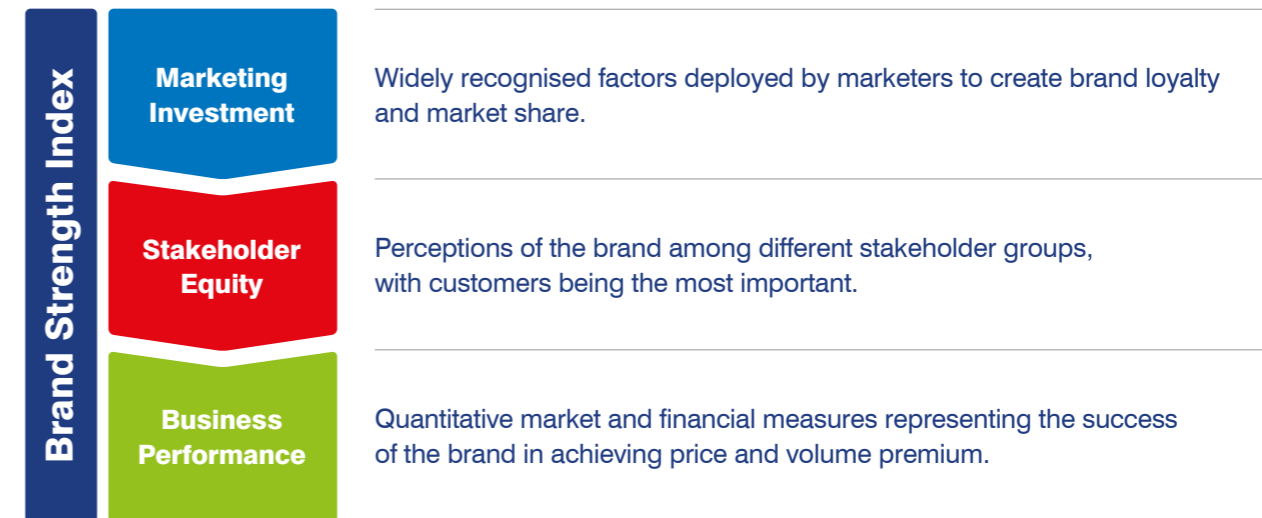 Brand Strength Index
Marketing
Investment
Widely recognised factors deployed by marketers to create brand loyalty
and market share.
Stakeholder
Equity
Perceptions of the brand among different stakeholder groups,
with customers being the most important.
Business
Performance
Quantitative market and financial measures representing the success
of the brand in achieving price and volume premium.